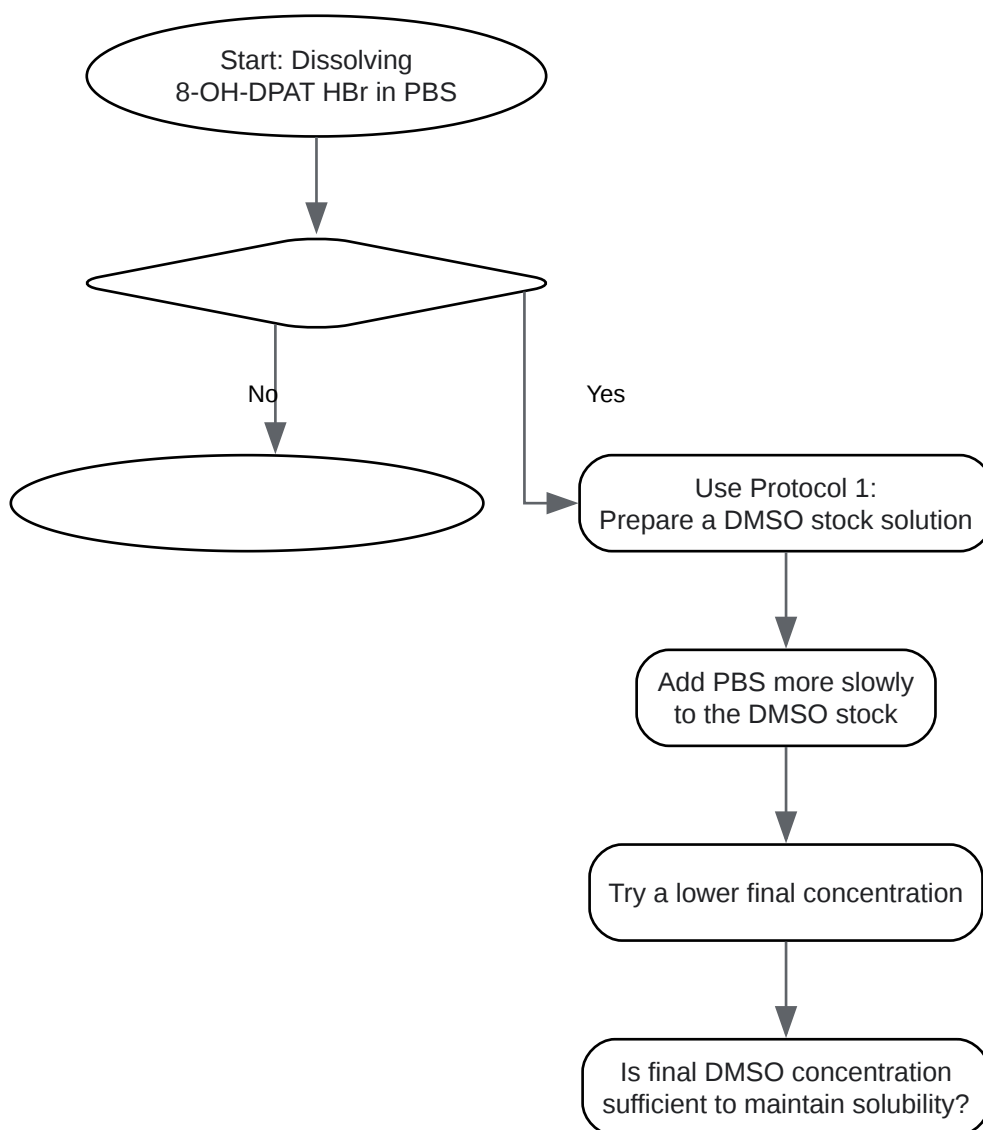 Start: Dissolving
8-OH-DPAT HBr in PBS
No
Yes
Use Protocol 1:
Prepare a DMSO stock solution
Add PBS more slowly
to the DMSO stock
Try a lower final concentration
Is final DMSO concentration
sufficient to maintain solubility?